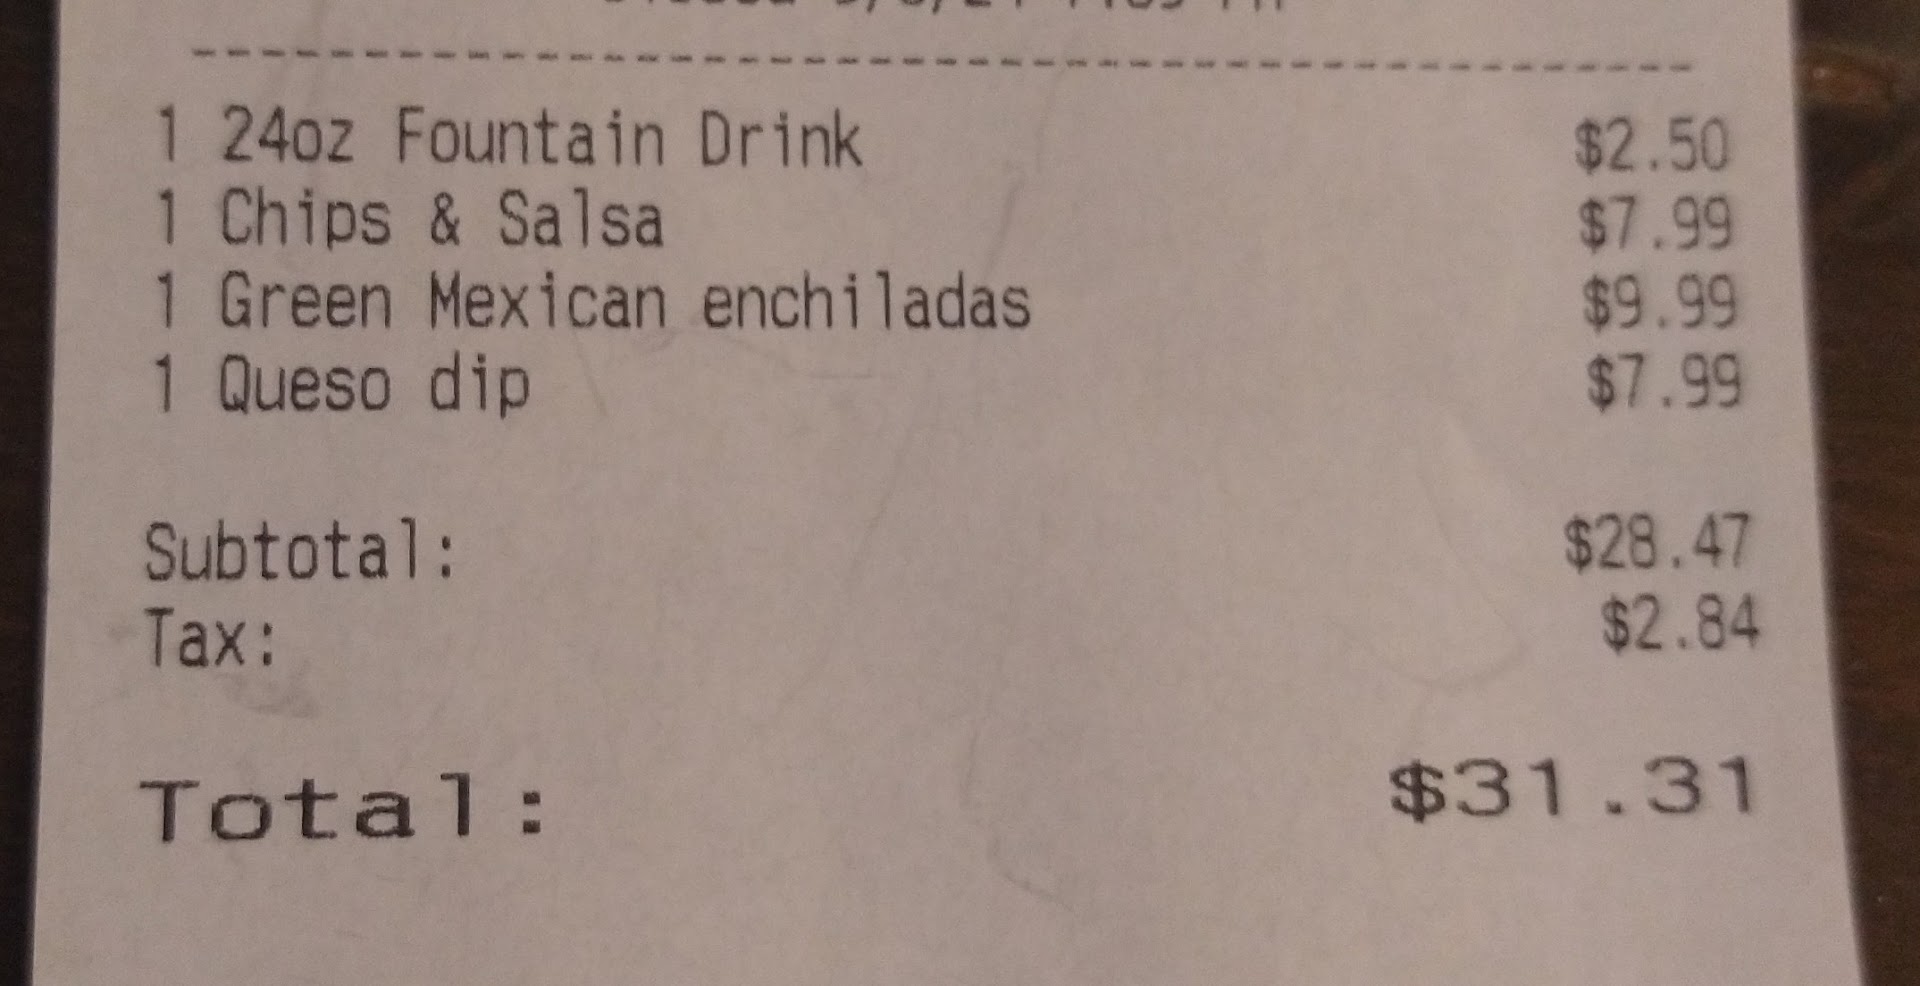 1 24oz Fountain Drink $2.50
1 Chips & Salsa $7.99
1 Green Mexican enchiladas $9.99
1 Queso dip $7.99
Subtotal: $28.47
Tax: $2.84
Total: $31.31